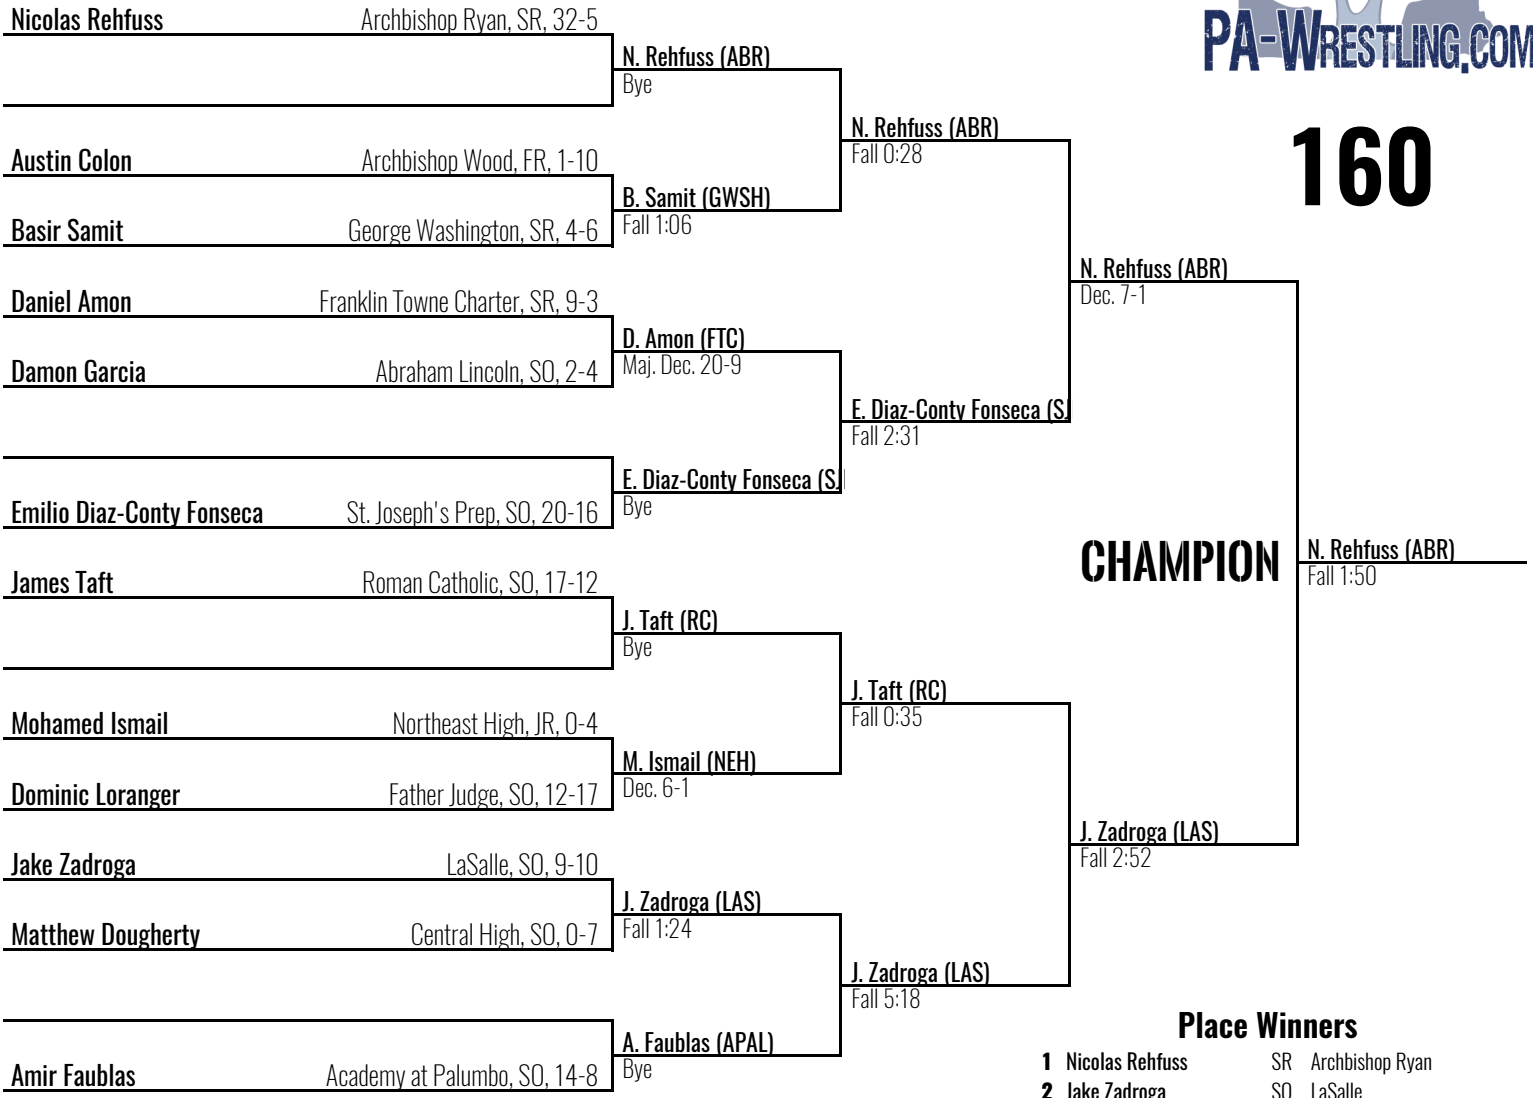 Nicolas Rehfuss Archbishop Ryan, SR, 32-5
PA-WRESTLING.COM
N. Rehfuss (ABR)
Bye
N. Rehfuss (ABR)
Fall 0:28
160
Austin Colon Archbishop Wood, FR, 1-10
B. Samit (GWSH)
Fall 1:06
Basir Samit George Washington, SR, 4-6
N. Rehfuss (ABR)
Dec. 7-1
Daniel Amon Franklin Towne Charter, SR, 9-3
D. Amon (FTC)
Maj. Dec. 20-9
Damon Garcia Abraham Lincoln, SO, 2-4
E. Diaz-Conty Fonseca (SJ
Fall 2:31
E. Diaz-Conty Fonseca (SJ
Bye
Emilio Diaz-Conty Fonseca St. Joseph's Prep, SO, 20-16
CHAMPION
N. Rehfuss (ABR)
Fall 1:50
James Taft Roman Catholic, SO, 17-12
J. Taft (RC)
Bye
J. Taft (RC)
Fall 0:35
Mohamed Ismail Northeast High, JR, 0-4
M. Ismail (NEH)
Dec. 6-1
Dominic Loranger Father Judge, SO, 12-17
J. Zadroga (LAS)
Fall 2:52
Jake Zadroga LaSalle, SO, 9-10
J. Zadroga (LAS)
Fall 1:24
Matthew Dougherty Central High, SO, 0-7
J. Zadroga (LAS)
Fall 5:18
A. Faublas (APAL)
Bye
Amir Faublas Academy at Palumbo, SO, 14-8
Place Winners
1 Nicolas Rehfuss SR Archbishop Ryan
2 Jake Zadroga SO LaSalle